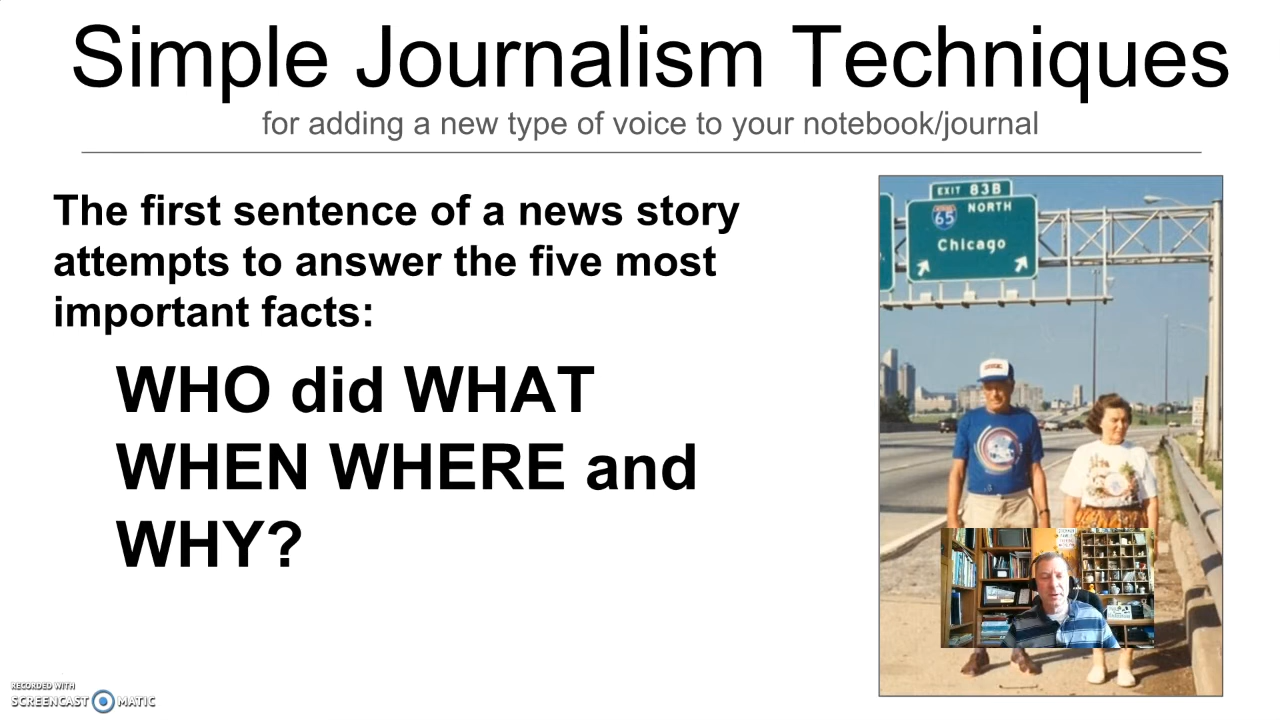 Simple Journalism Techniques
for adding a new type of voice to your notebook/journal
The first sentence of a news story
attempts to answer the five most
important facts:
WHO did WHAT
WHEN WHERE and
WHY?
EXIT 83B
65 NORTH
Chicago
RECORDED WITH
SCREENCAST MATIC